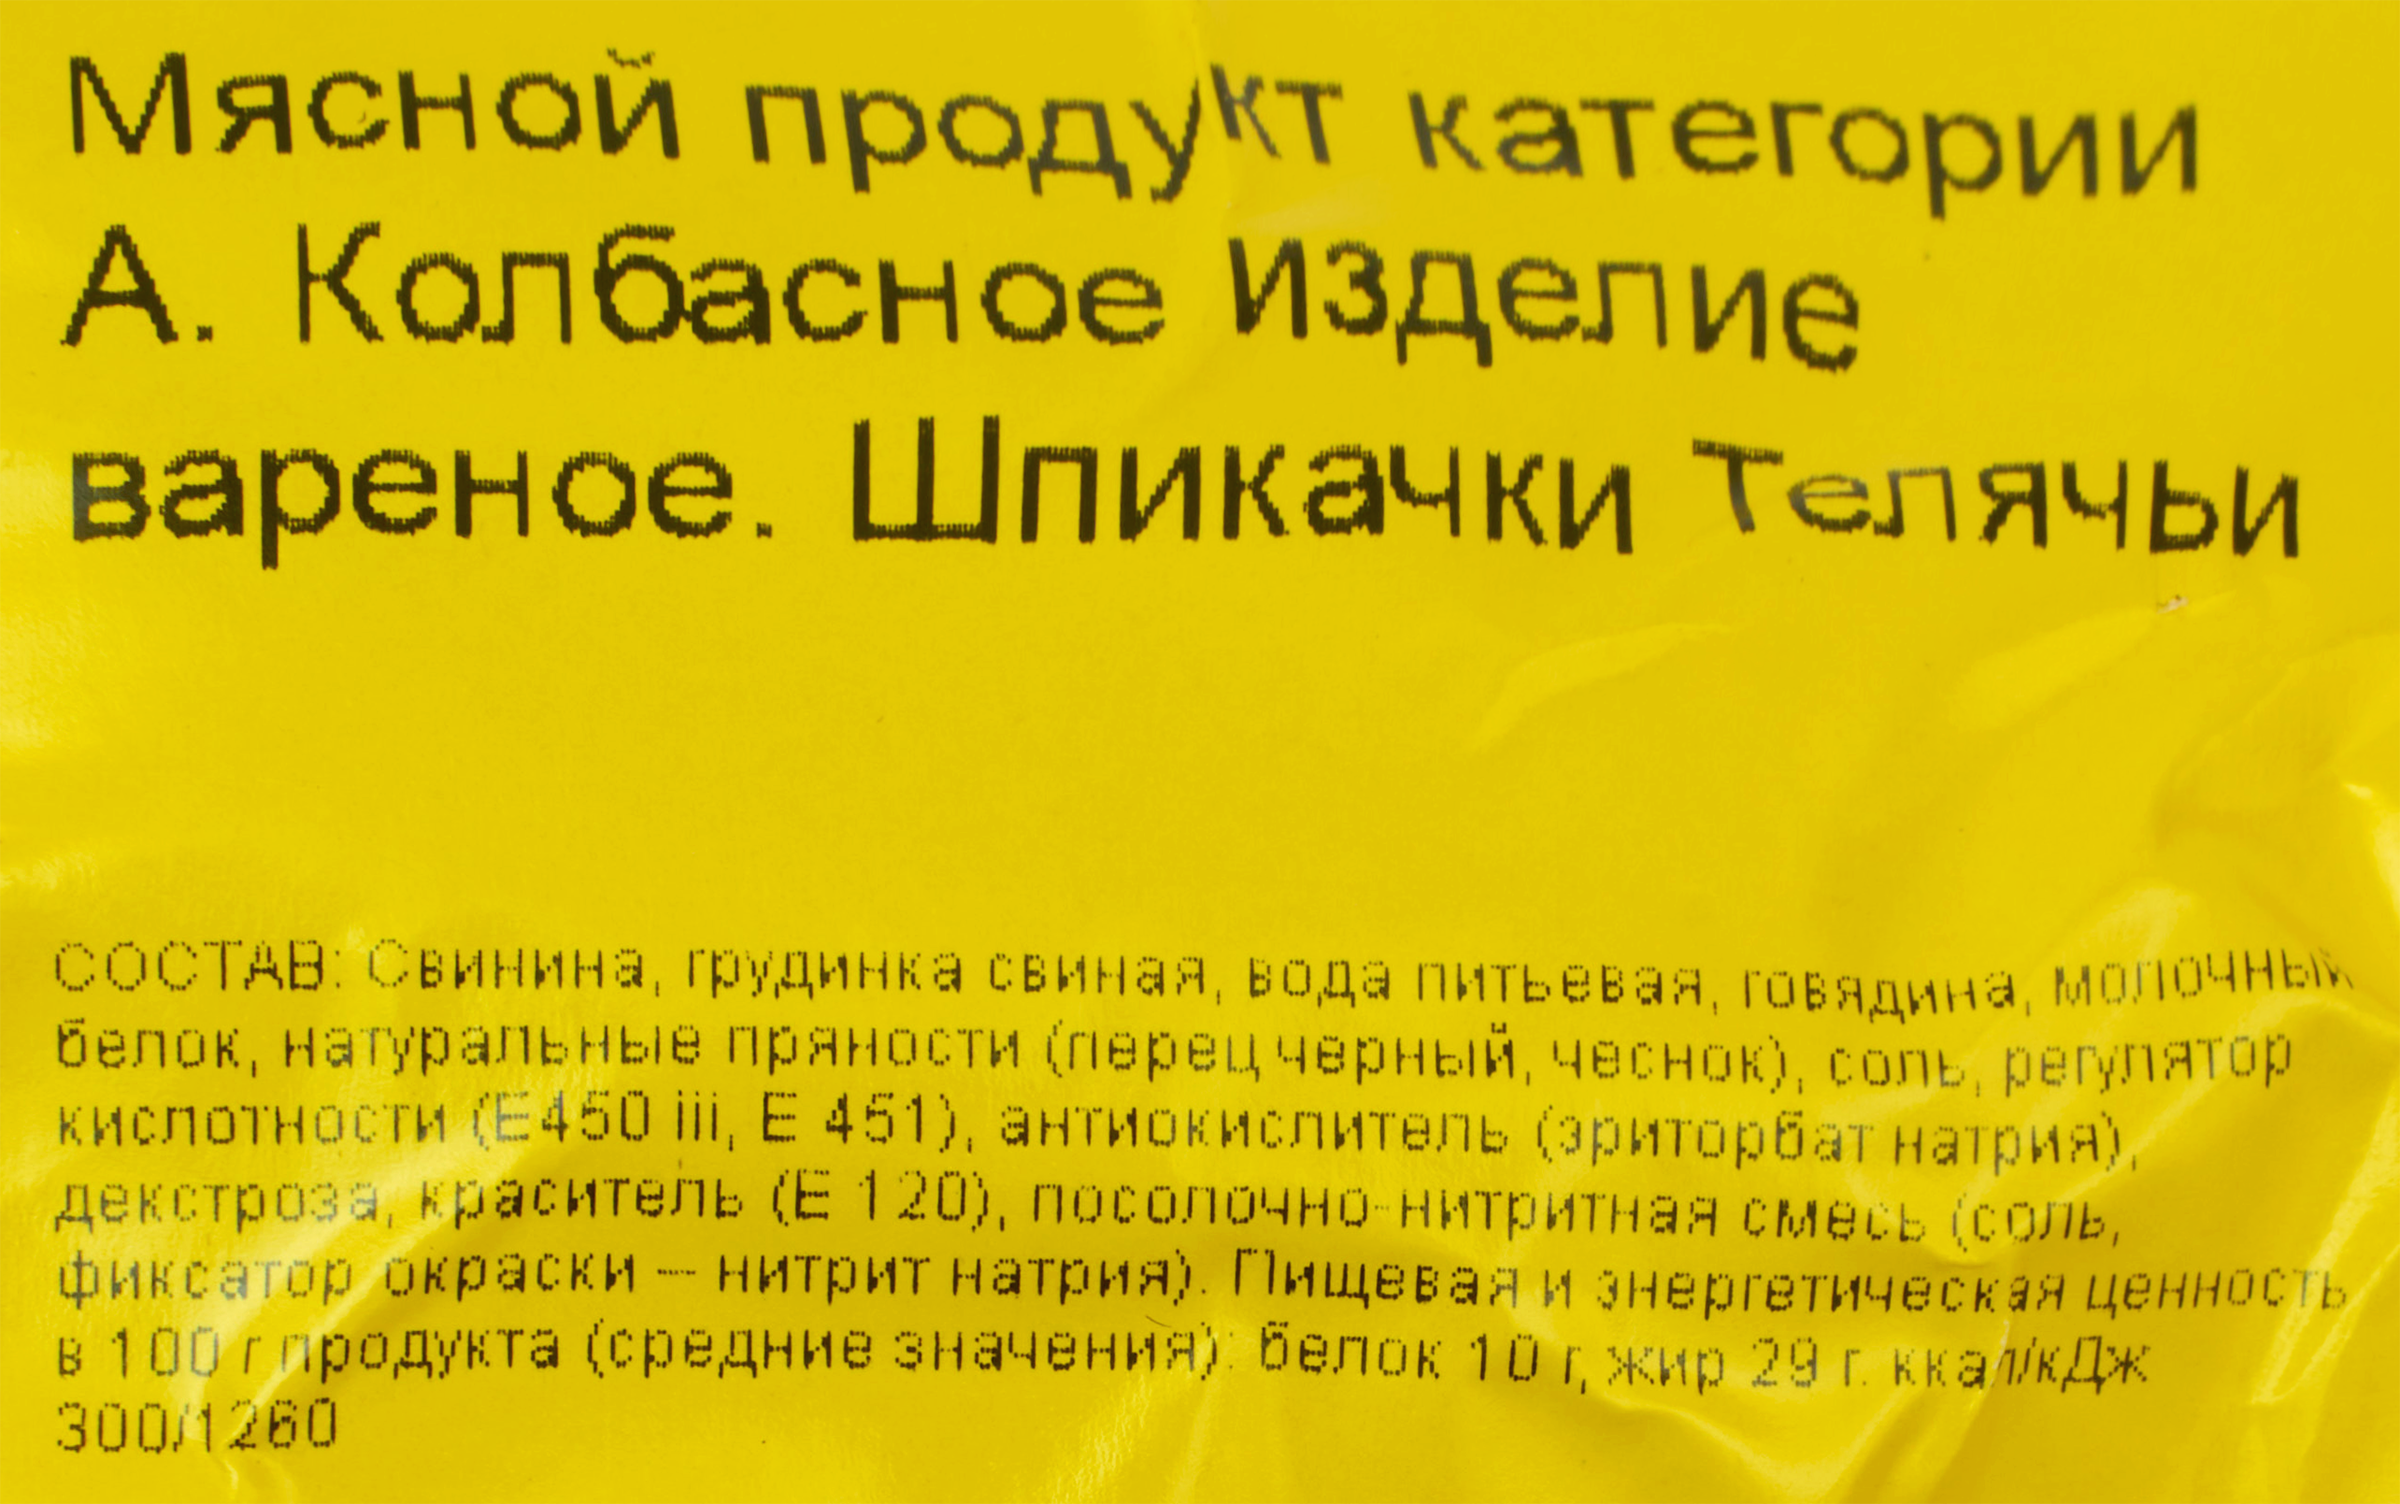 Мясной продукт категории
А. Колбасное изделие
вареное. Шпикачки Телячьи
СОСТАВ: Свинина, грудинка свиная, вода питьевая, говядина, молочный
белок, натуральные пряности (перец черный, чеснок), соль, регулятор
кислотности (Е450 iii, Е 451), антиокислитель (эриторбат натрия),
декстроза, краситель (Е 120), посолочно-нитритная смесь (соль,
фиксатор окраски – нитрит натрия). Пищевая и энергетическая ценность
в 100 г продукта (средние значения): белок 10 г, жир 29 г. ккал/кДж
300/1260